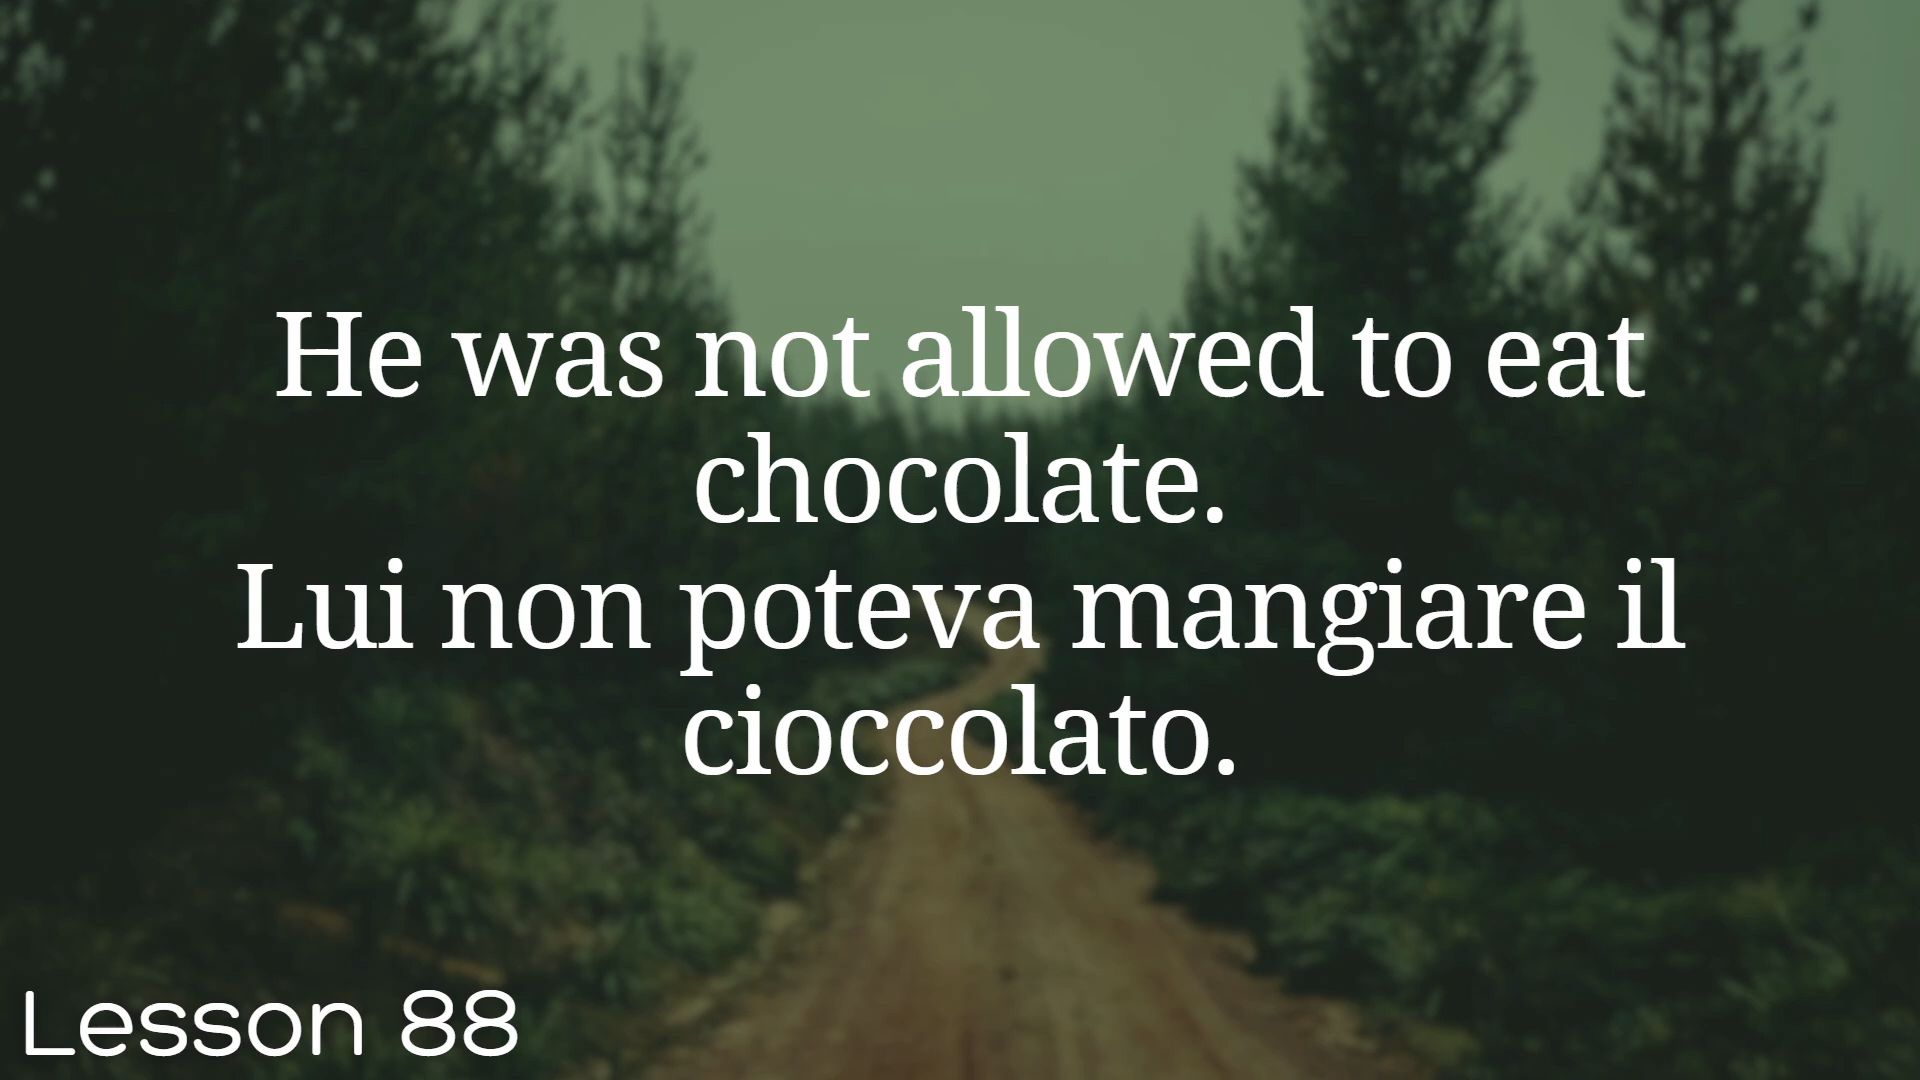 He was not allowed to eat
chocolate.
Lui non poteva mangiare il
cioccolato.
Lesson 88